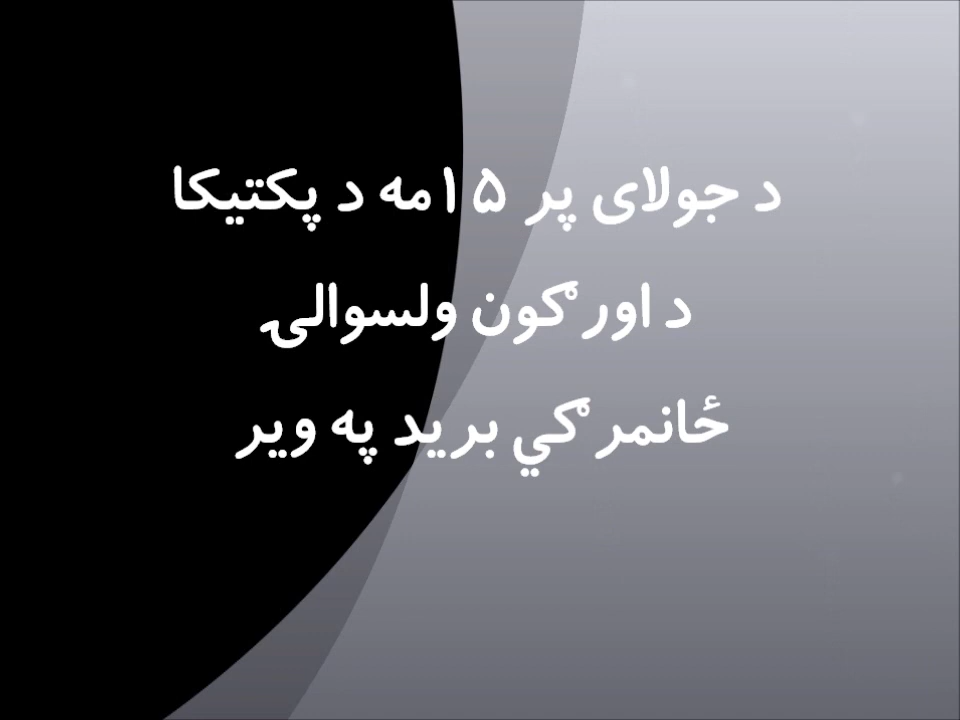 د جولای پر ۱۵مه د پکتیکا
د اورګون ولسوالۍ
ځانمرګي برید په ویر